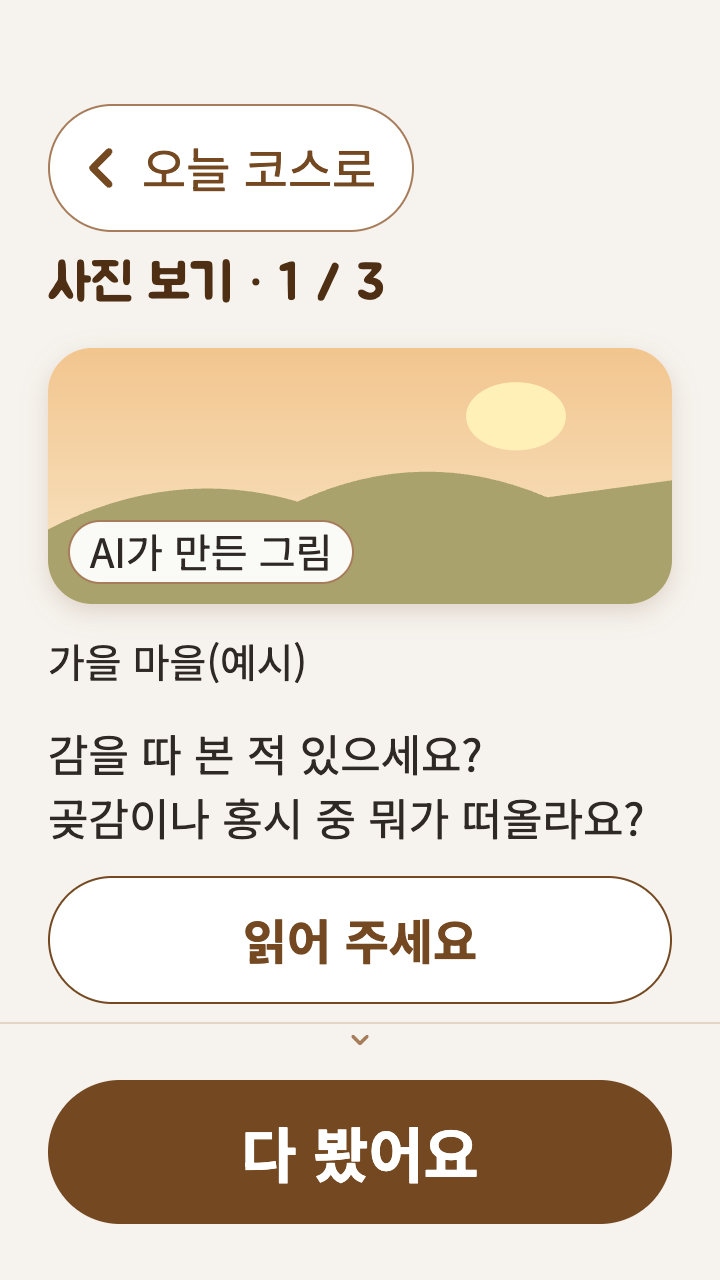 오늘 코스로
사진 보기 · 1 / 3
AI가 만든 그림
가을 마을(예시)
감을 따 본 적 있으세요?
곶감이나 홍시 중 뭐가 떠올라요?
읽어 주세요
다 봤어요